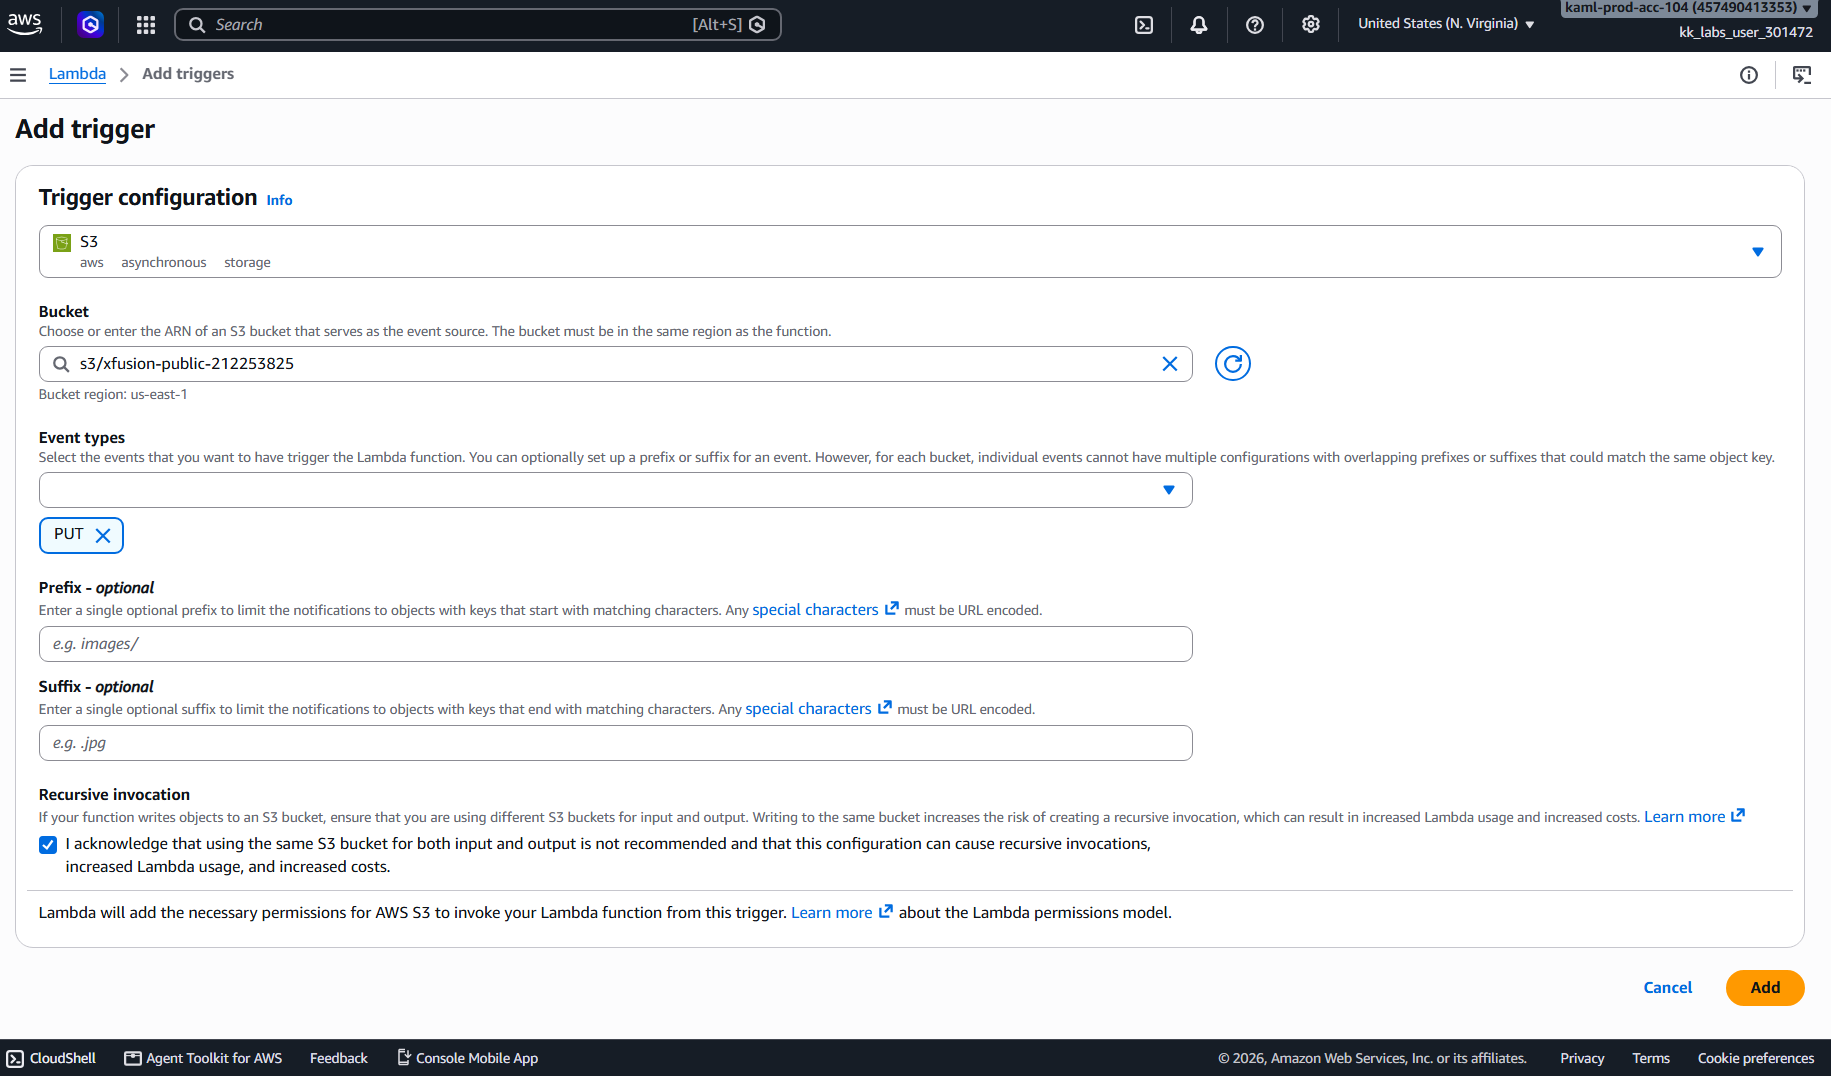 aws
Search [Alt+S]
United States (N. Virginia)
kaml-prod-acc-104 (457490413353)
kk_labs_user_301472
Lambda > Add triggers
Add trigger
Trigger configuration Info
S3
aws asynchronous storage
Bucket
Choose or enter the ARN of an S3 bucket that serves as the event source. The bucket must be in the same region as the function.
s3/xfusion-public-212253825
Bucket region: us-east-1
Event types
Select the events that you want to have trigger the Lambda function. You can optionally set up a prefix or suffix for an event. However, for each bucket, individual events cannot have multiple configurations with overlapping prefixes or suffixes that could match the same object key.
PUT
Prefix - optional
Enter a single optional prefix to limit the notifications to objects with keys that start with matching characters. Any special characters must be URL encoded.
e.g. images/
Suffix - optional
Enter a single optional suffix to limit the notifications to objects with keys that end with matching characters. Any special characters must be URL encoded.
e.g. .jpg
Recursive invocation
If your function writes objects to an S3 bucket, ensure that you are using different S3 buckets for input and output. Writing to the same bucket increases the risk of creating a recursive invocation, which can result in increased Lambda usage and increased costs. Learn more
I acknowledge that using the same S3 bucket for both input and output is not recommended and that this configuration can cause recursive invocations,
increased Lambda usage, and increased costs.
Lambda will add the necessary permissions for AWS S3 to invoke your Lambda function from this trigger. Learn more about the Lambda permissions model.
Cancel Add
CloudShell Agent Toolkit for AWS Feedback Console Mobile App © 2026, Amazon Web Services, Inc. or its affiliates. Privacy Terms Cookie preferences